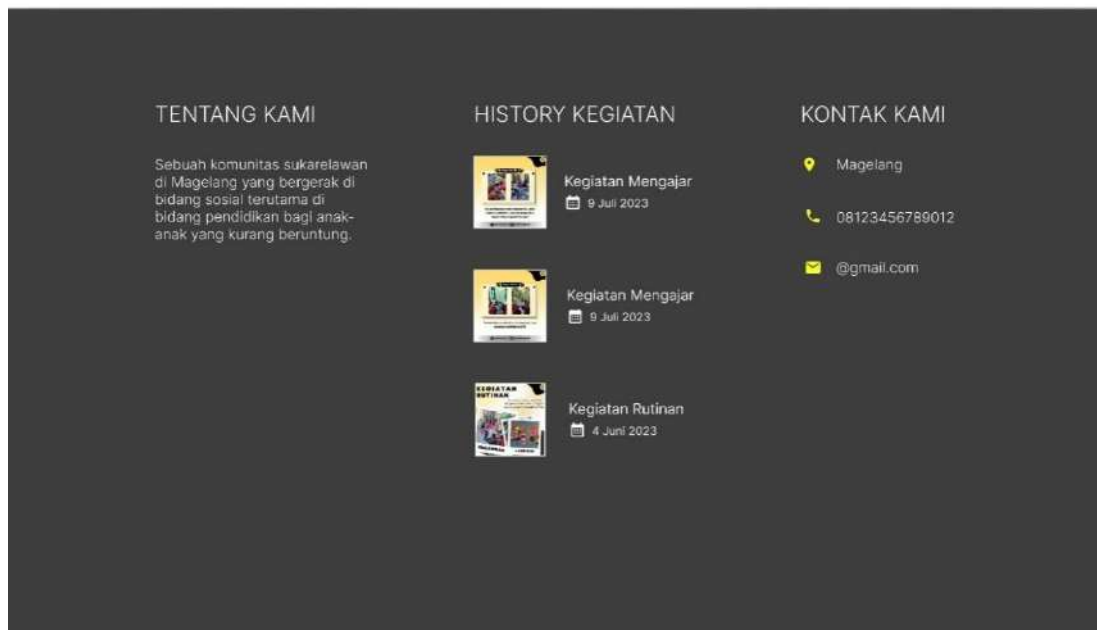 TENTANG KAMI
Sebuah komunitas sukarelawan
di Magelang yang bergerak di
bidang sosial terutama di
bidang pendidikan bagi anak-
anak yang kurang beruntung.
HISTORY KEGIATAN
Kegiatan Mengajar
9 Juli 2023
Kegiatan Mengajar
9 Juli 2023
KEGIATAN
RUTINAN
Kegiatan Rutinan
4 Juni 2023
KONTAK KAMI
Magelang
08123456789012
@gmail.com